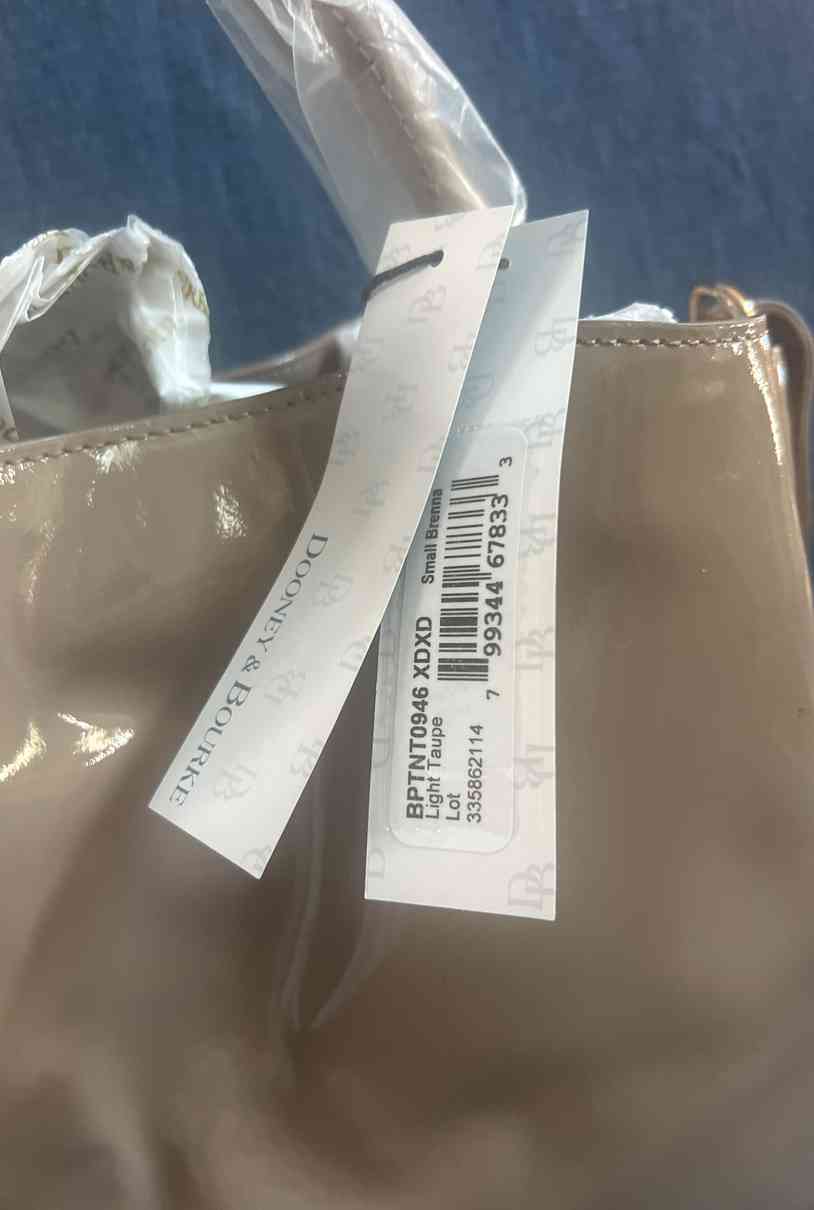 DOONEY & BOURKE
BPTNT0946 XDXD
Small Brenna
Light Taupe
Lot
335862114
7 99344 67833 3